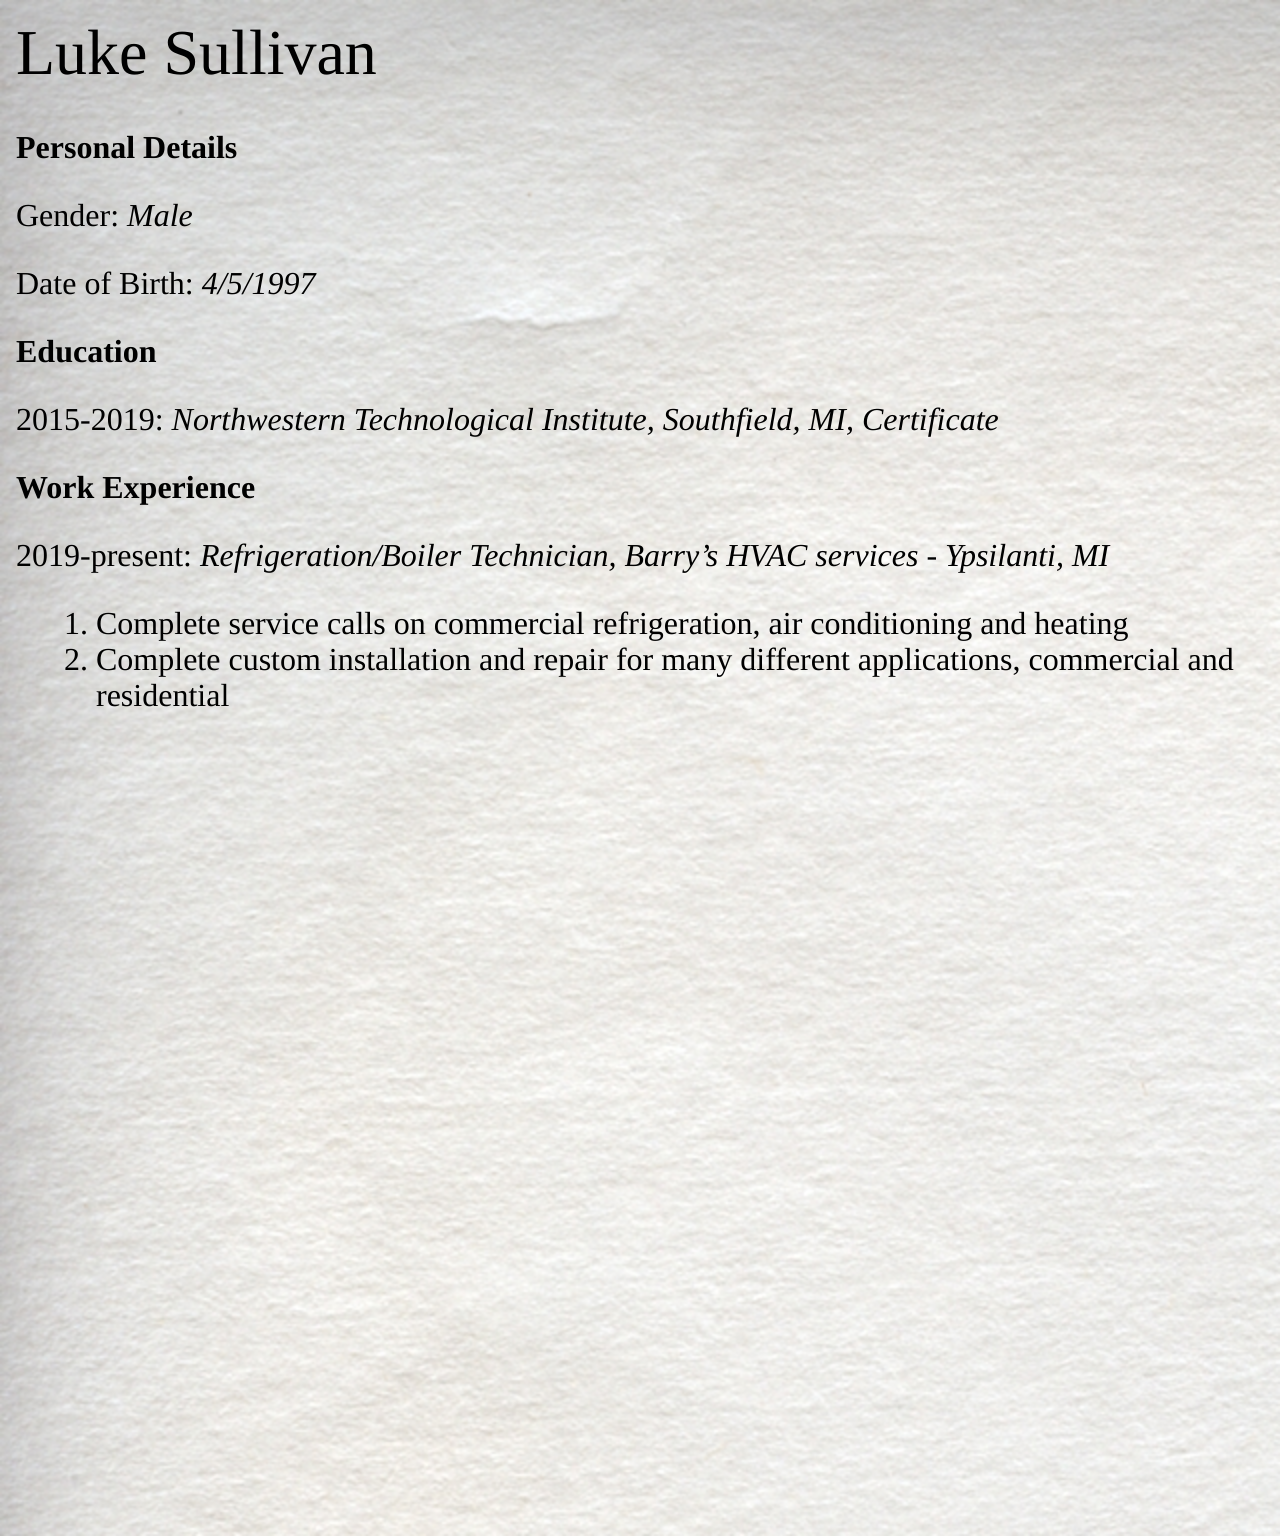 Luke Sullivan
Personal Details
Gender: Male
Date of Birth: 4/5/1997
Education
2015-2019: Northwestern Technological Institute, Southfield, MI, Certificate
Work Experience
2019-present: Refrigeration/Boiler Technician, Barry’s HVAC services - Ypsilanti, MI
1. Complete service calls on commercial refrigeration, air conditioning and heating
2. Complete custom installation and repair for many different applications, commercial and
residential